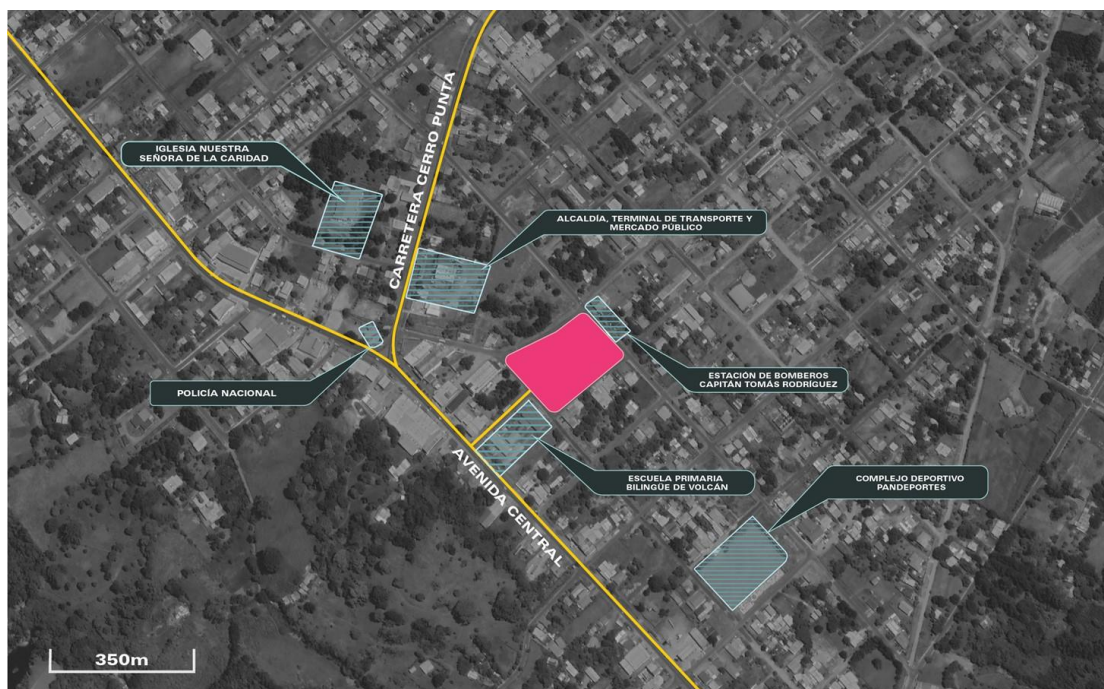 IGLESIA NUESTRA
SEÑORA DE LA CARIDAD
CARRETERA CERRO PUNTA
ALCALDÍA, TERMINAL DE TRANSPORTE Y
MERCADO PÚBLICO
POLICÍA NACIONAL
ESTACIÓN DE BOMBEROS
CAPITÁN TOMÁS RODRÍGUEZ
AVENIDA CENTRAL
ESCUELA PRIMARIA
BILINGÜE DE VOLCÁN
COMPLEJO DEPORTIVO
PANDEPORTES
350m